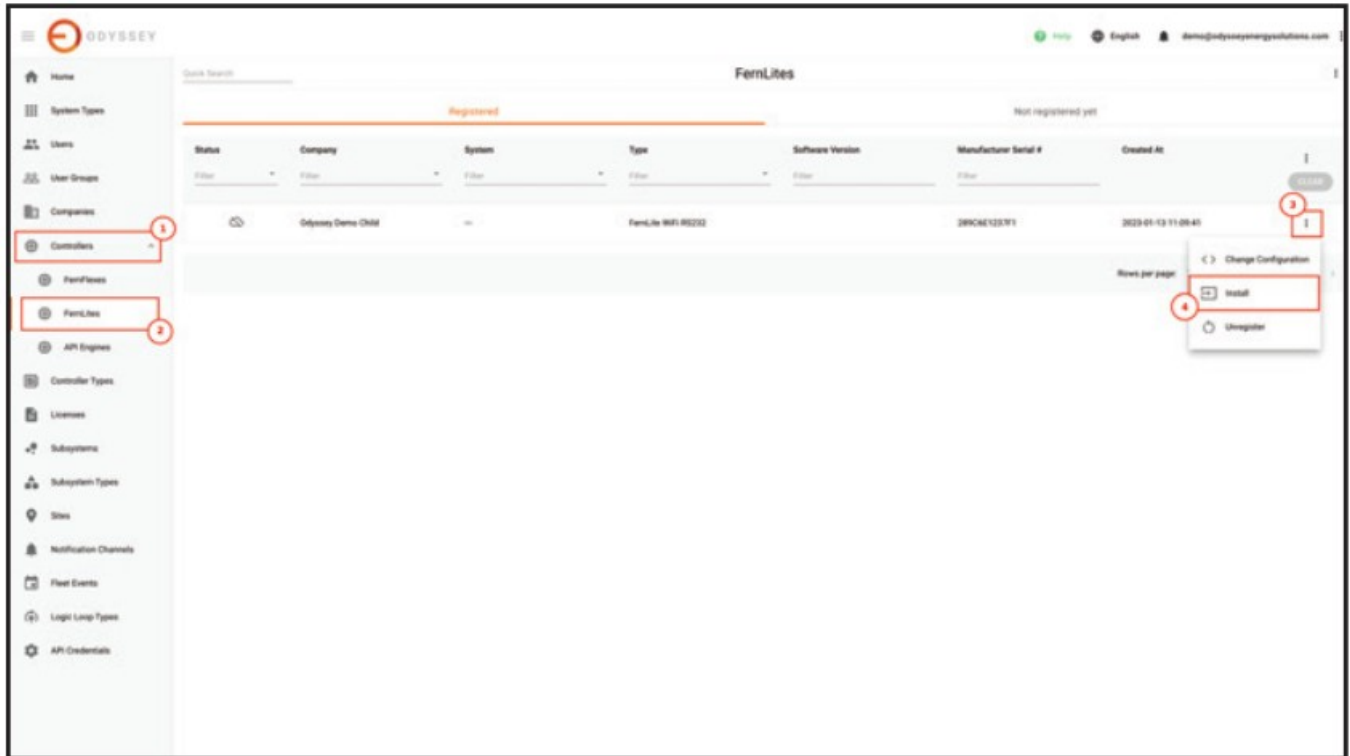 ODYSSEY
Help
English
demo@odysseyenergysolutions.com
Home
System Types
Users
User Groups
Companies
1
Controllers
FernFlexes
FernLites
2
API Engines
Controller Types
Licenses
Subsystems
Subsystem Types
Sites
Notification Channels
Fleet Events
Logic Loop Types
API Credentials
Quick Search
FernLites
Registered
Not registered yet
Status
Company
System
Type
Software Version
Manufacturer Serial #
Created At
Filter
Filter
Filter
Filter
Filter
Filter
CLEAR
3
Odyssey Demo Child
—
FernLite WiFi RS232
2023-01-13 11:09:41
Rows per page:
Change Configuration
4
Install
Unregister